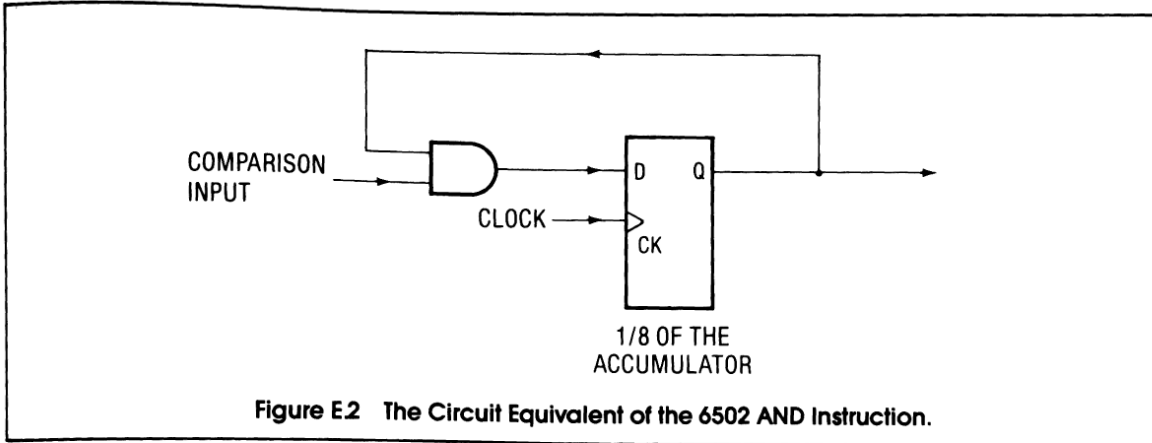 COMPARISON
INPUT
D Q
CLOCK
CK
1/8 OF THE
ACCUMULATOR
Figure E.2 The Circuit Equivalent of the 6502 AND Instruction.